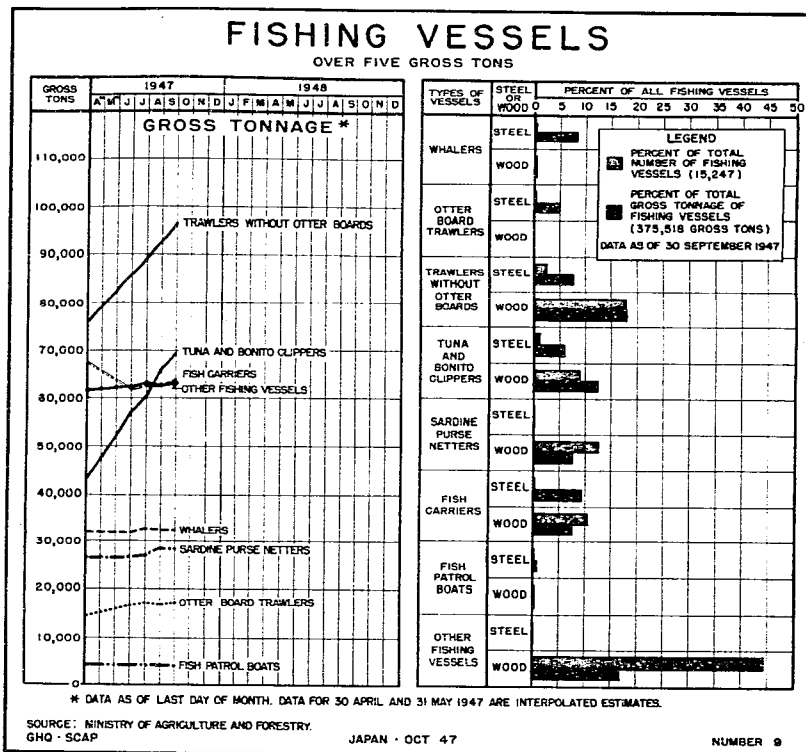 FISHING VESSELS
OVER FIVE GROSS TONS
GROSS TONS
1947
1948
A* M* J J A S O N D J F M A M J J A S O N D
GROSS TONNAGE *
110,000
100,000
90,000
80,000
70,000
60,000
50,000
40,000
30,000
20,000
10,000
0
TRAWLERS WITHOUT OTTER BOARDS
TUNA AND BONITO CLIPPERS
FISH CARRIERS
OTHER FISHING VESSELS
WHALERS
SARDINE PURSE NETTERS
OTTER BOARD TRAWLERS
FISH PATROL BOATS
TYPES OF VESSELS
STEEL OR WOOD
PERCENT OF ALL FISHING VESSELS
0 5 10 15 20 25 30 35 40 45 50
WHALERS
STEEL
WOOD
OTTER BOARD TRAWLERS
STEEL
WOOD
TRAWLERS WITHOUT OTTER BOARDS
STEEL
WOOD
TUNA AND BONITO CLIPPERS
STEEL
WOOD
SARDINE PURSE NETTERS
STEEL
WOOD
FISH CARRIERS
STEEL
WOOD
FISH PATROL BOATS
STEEL
WOOD
OTHER FISHING VESSELS
STEEL
WOOD
LEGEND
PERCENT OF TOTAL
NUMBER OF FISHING
VESSELS (15,247)
PERCENT OF TOTAL
GROSS TONNAGE OF
FISHING VESSELS
(375,518 GROSS TONS)
DATA AS OF 30 SEPTEMBER 1947
* DATA AS OF LAST DAY OF MONTH. DATA FOR 30 APRIL AND 31 MAY 1947 ARE INTERPOLATED ESTIMATES.
SOURCE: MINISTRY OF AGRICULTURE AND FORESTRY.
GHQ - SCAP
JAPAN - OCT 47
NUMBER 9